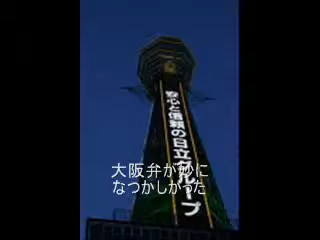 安心と信頼の日立グループ
大阪弁が妙に
なつかしかった